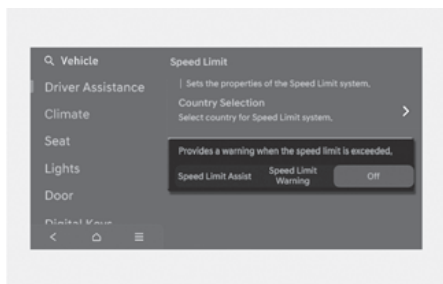 Vehicle
Driver Assistance
Climate
Seat
Lights
Door
Digital Keys
Speed Limit
Sets the properties of the Speed Limit system.
Country Selection
Select country for Speed Limit system.
Provides a warning when the speed limit is exceeded.
Speed Limit Assist
Speed Limit
Warning
Off